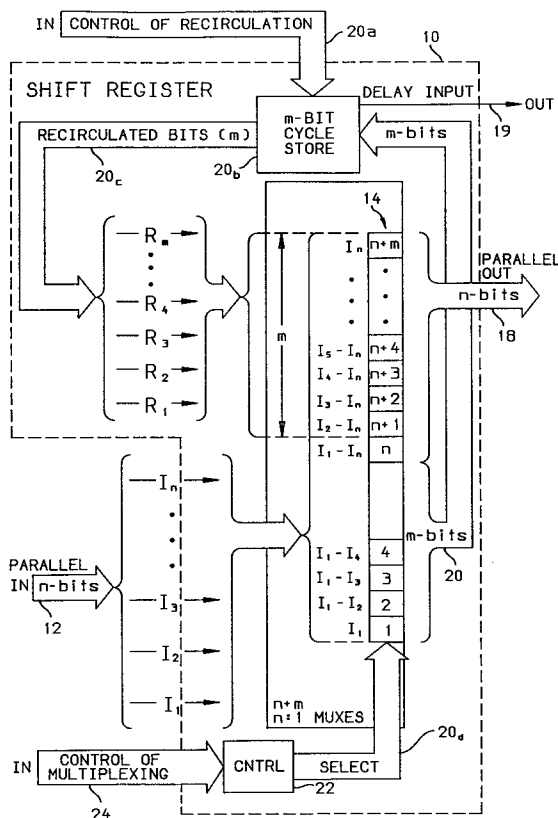 IN CONTROL OF RECIRCULATION
20a
10
SHIFT REGISTER
DELAY INPUT
OUT
19
m-BIT
CYCLE
STORE
RECIRCULATED BITS (m)
20c
20b
m-bits
14
Rm
R4
R3
R2
R1
m
In n+m
PARALLEL
OUT
n-bits
18
I5-In n+4
I4-In n+3
I3-In n+2
I2-In n+1
I1-In n
In
m-bits
20
PARALLEL
IN n-bits
12
I3
I2
I1
I1-I4 4
I1-I3 3
I1-I2 2
I1 1
n+m
n:1 MUXES
20d
IN CONTROL OF
MULTIPLEXING
24
CNTRL
22
SELECT